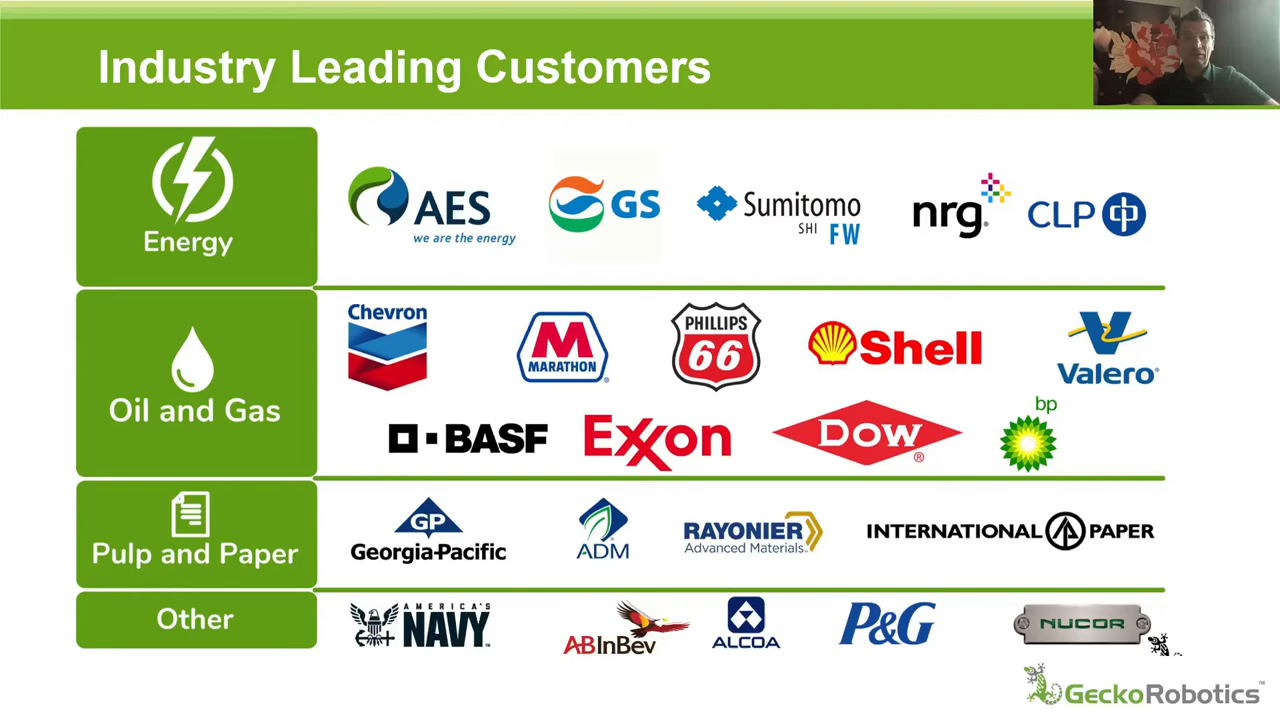 Industry Leading Customers
Energy
AES
we are the energy
GS
Sumitomo
SHI
FW
nrg.
CLP
Oil and Gas
Chevron
M
MARATHON
PHILLIPS
66
Shell
V
Valero
BASF
Exxon
DOW
bp
Pulp and Paper
GP
Georgia-Pacific
ADM
RAYONIER
Advanced Materials
INTERNATIONAL PAPER
Other
AMERICA'S
NAVY
ABInBev
ALCOA
P&G
NUCOR
GeckoRobotics™